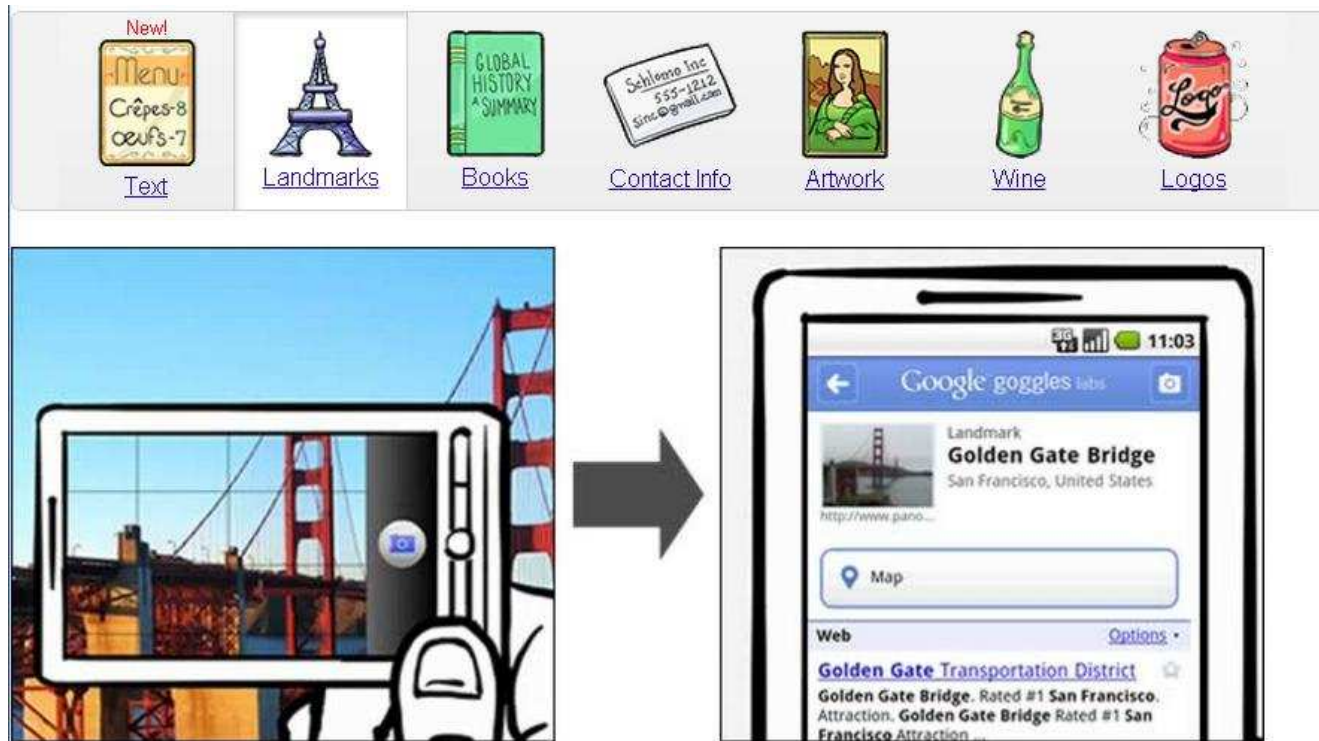 New!
Menu
Crêpes-8
œufs-7
Text
Landmarks
GLOBAL
HISTORY
A SUMMARY
Books
Schlomo Inc
555-1212
sinc@gmail.com
Contact Info
Artwork
Wine
Logo
Logos
3G
11:03
Google goggles labs
Landmark
Golden Gate Bridge
San Francisco, United States
http://www.pano...
Map
Web Options
Golden Gate Transportation District
Golden Gate Bridge. Rated #1 San Francisco.
Attraction. Golden Gate Bridge Rated #1 San
Francisco Attraction ...